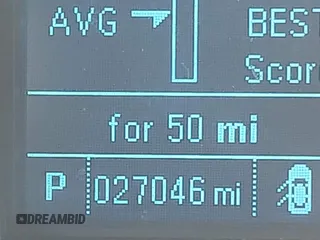 AVG BEST
Scor
for 50 mi
P 027046 mi
DREAMBID